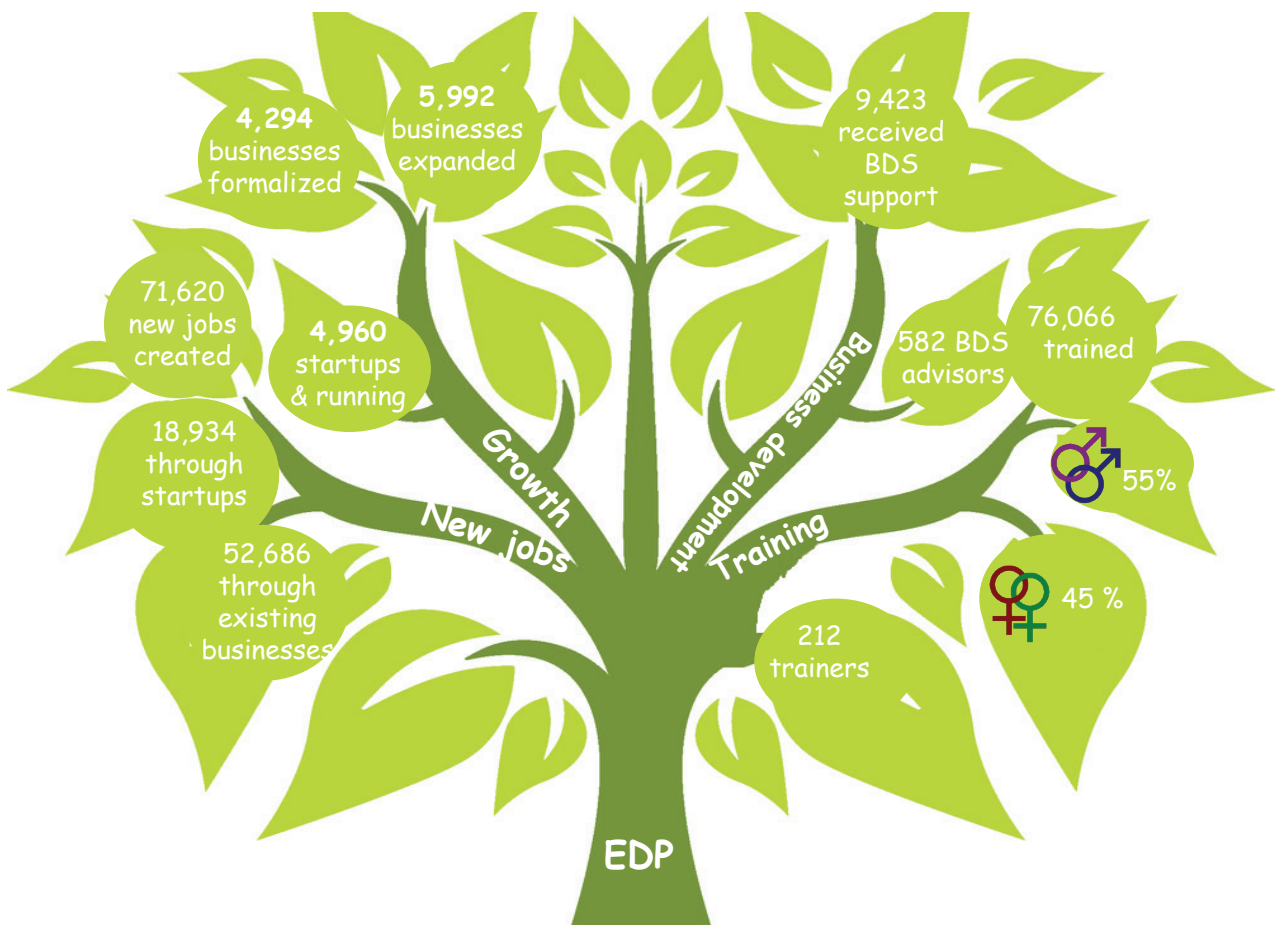 5,992
businesses
expanded
4,294
businesses
formalized
9,423
received
BDS
support
71,620
new jobs
created
4,960
startups
& running
582 BDS
advisors
76,066
trained
18,934
through
startups
55%
52,686
through
existing
businesses
45 %
212
trainers
Growth
New jobs
Business development
Training
EDP